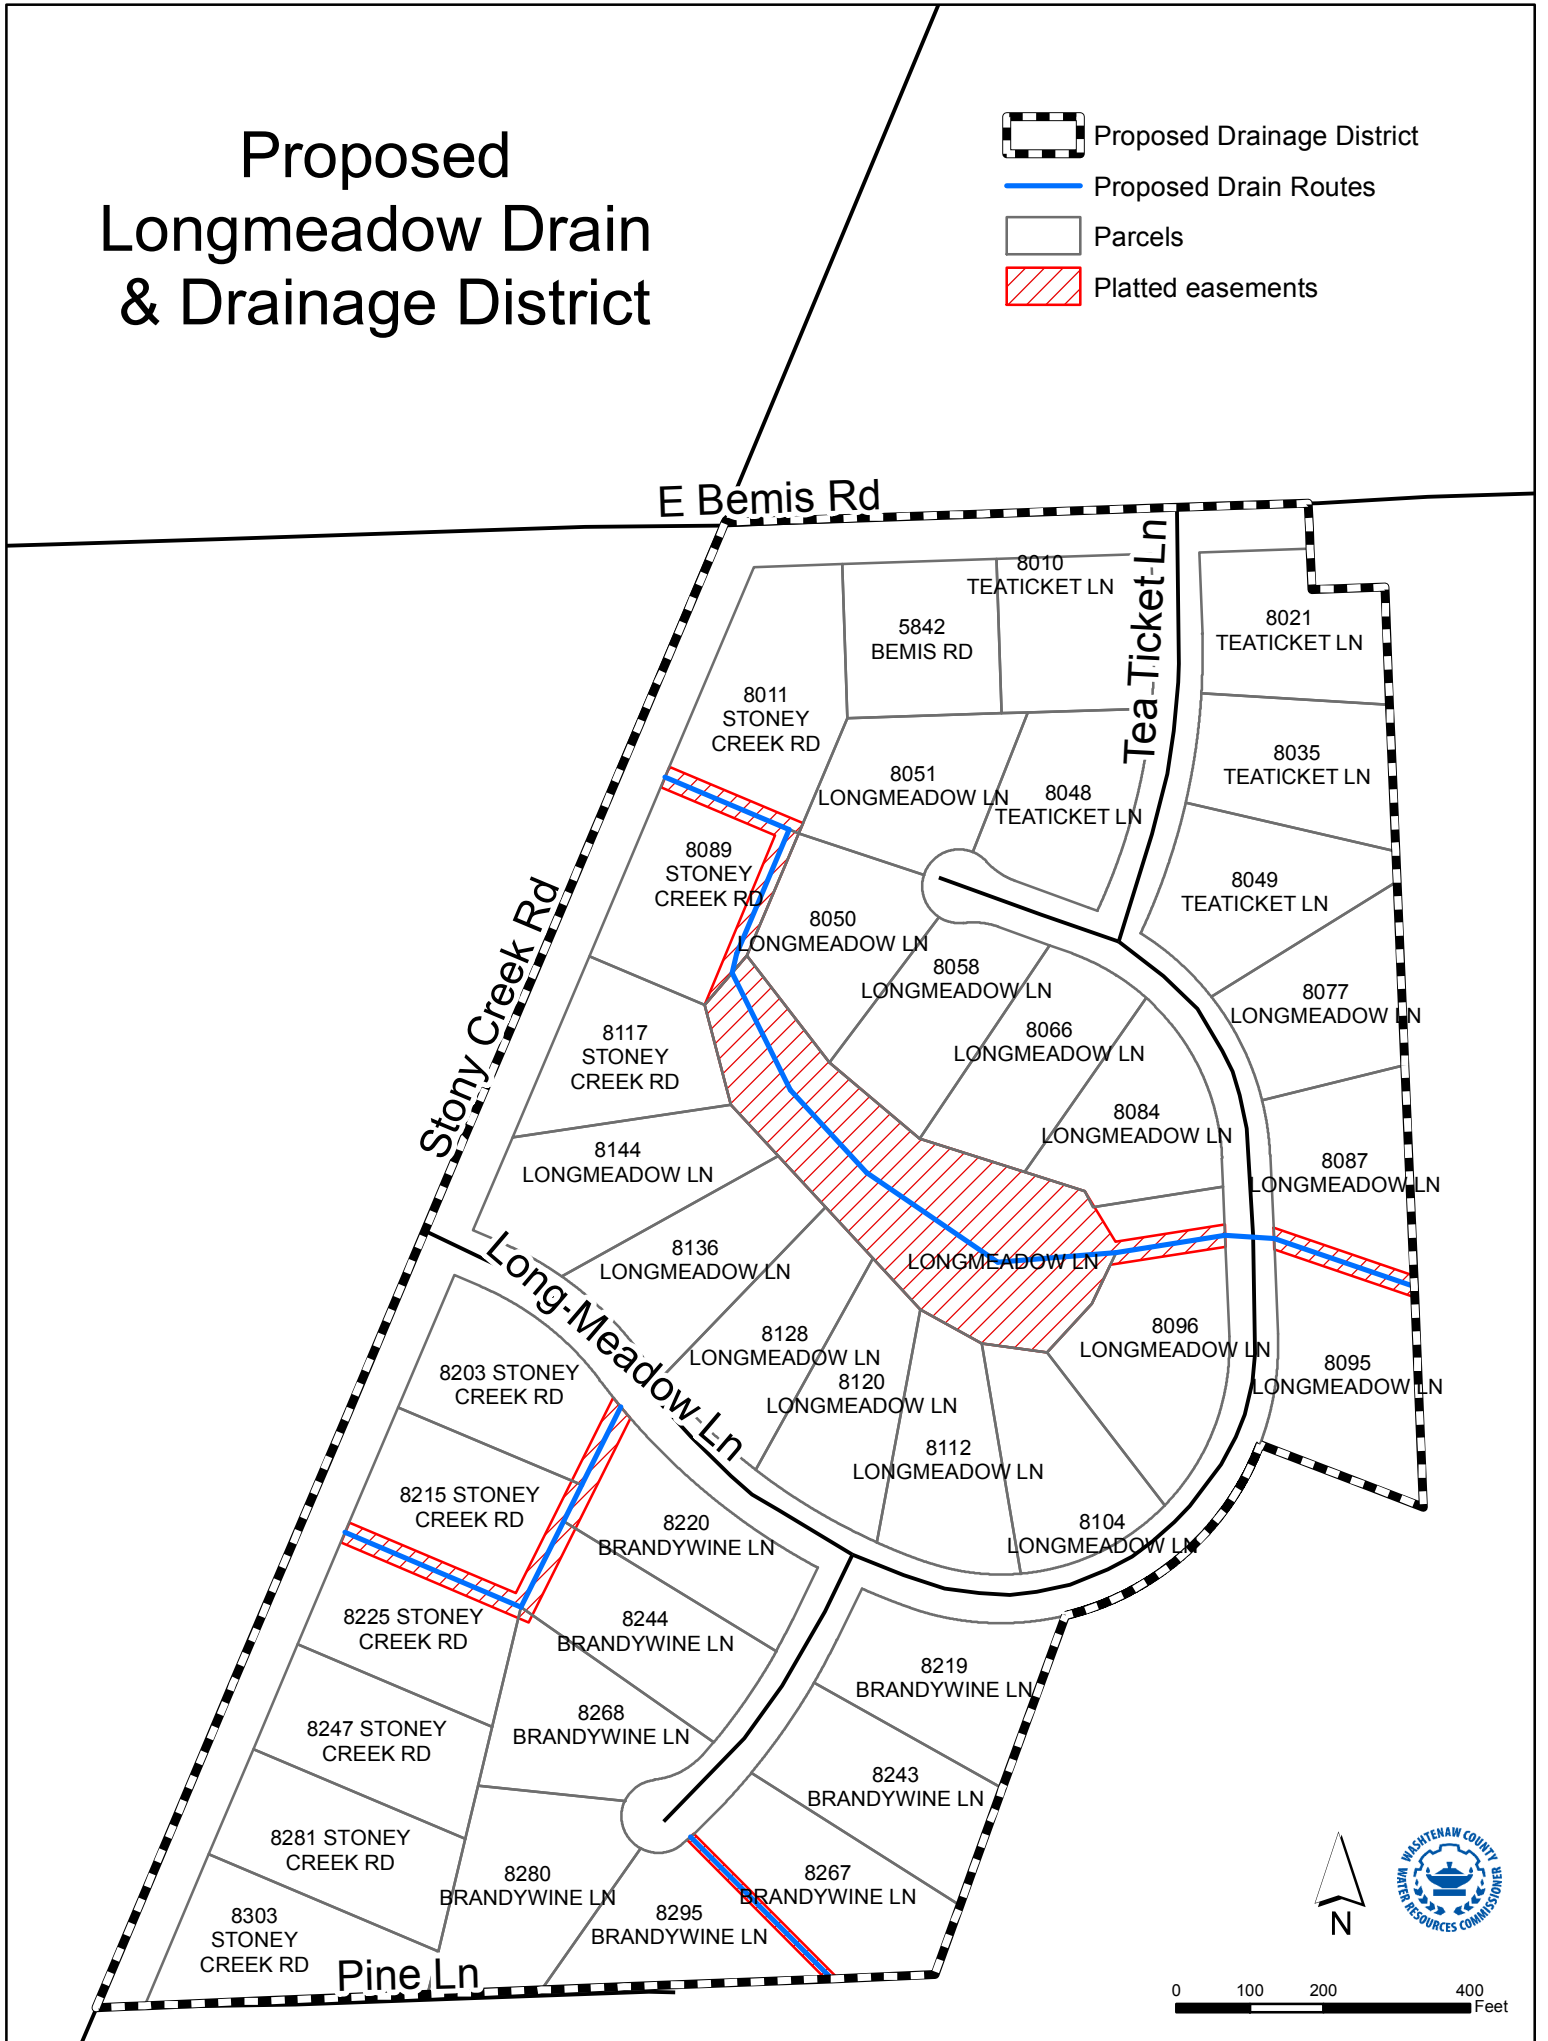 Proposed
Longmeadow Drain
& Drainage District
Proposed Drainage District
Proposed Drain Routes
Parcels
Platted easements
E Bemis Rd
Tea Ticket Ln
8010
TEATICKET LN
5842
BEMIS RD
8021
TEATICKET LN
8011
STONEY
CREEK RD
8035
TEATICKET LN
8051
LONGMEADOW LN
8048
TEATICKET LN
8089
STONEY
CREEK RD
8049
TEATICKET LN
8050
LONGMEADOW LN
8058
LONGMEADOW LN
8077
LONGMEADOW LN
Stony Creek Rd
8117
STONEY
CREEK RD
8066
LONGMEADOW LN
8084
LONGMEADOW LN
8144
LONGMEADOW LN
8087
LONGMEADOW LN
8136
LONGMEADOW LN
LONGMEADOW LN
Long Meadow Ln
8128
LONGMEADOW LN
8096
LONGMEADOW LN
8203 STONEY
CREEK RD
8120
LONGMEADOW LN
8095
LONGMEADOW LN
8112
LONGMEADOW LN
8215 STONEY
CREEK RD
8220
BRANDYWINE LN
8104
LONGMEADOW LN
8225 STONEY
CREEK RD
8244
BRANDYWINE LN
8219
BRANDYWINE LN
8268
BRANDYWINE LN
8247 STONEY
CREEK RD
8243
BRANDYWINE LN
8281 STONEY
CREEK RD
8280
BRANDYWINE LN
8267
BRANDYWINE LN
8295
BRANDYWINE LN
8303
STONEY
CREEK RD
Pine Ln
N
WASHTENAW COUNTY
WATER RESOURCES COMMISSIONER
0 100 200 400
Feet